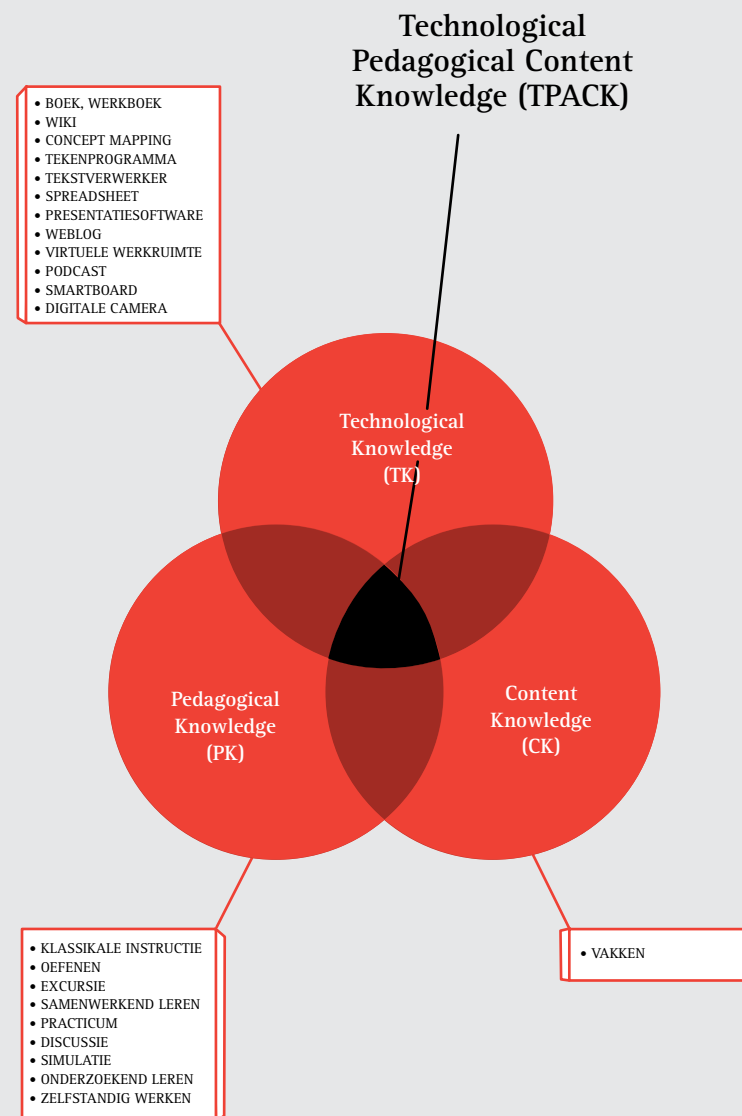 Technological
Pedagogical Content
Knowledge (TPACK)
• BOEK, WERKBOEK
• WIKI
• CONCEPT MAPPING
• TEKENPROGRAMMA
• TEKSTVERWERKER
• SPREADSHEET
• PRESENTATIESOFTWARE
• WEBLOG
• VIRTUELE WERKRUIMTE
• PODCAST
• SMARTBOARD
• DIGITALE CAMERA
Technological
Knowledge
(TK)
Pedagogical
Knowledge
(PK)
Content
Knowledge
(CK)
• KLASSIKALE INSTRUCTIE
• OEFENEN
• EXCURSIE
• SAMENWERKEND LEREN
• PRACTICUM
• DISCUSSIE
• SIMULATIE
• ONDERZOEKEND LEREN
• ZELFSTANDIG WERKEN
• VAKKEN